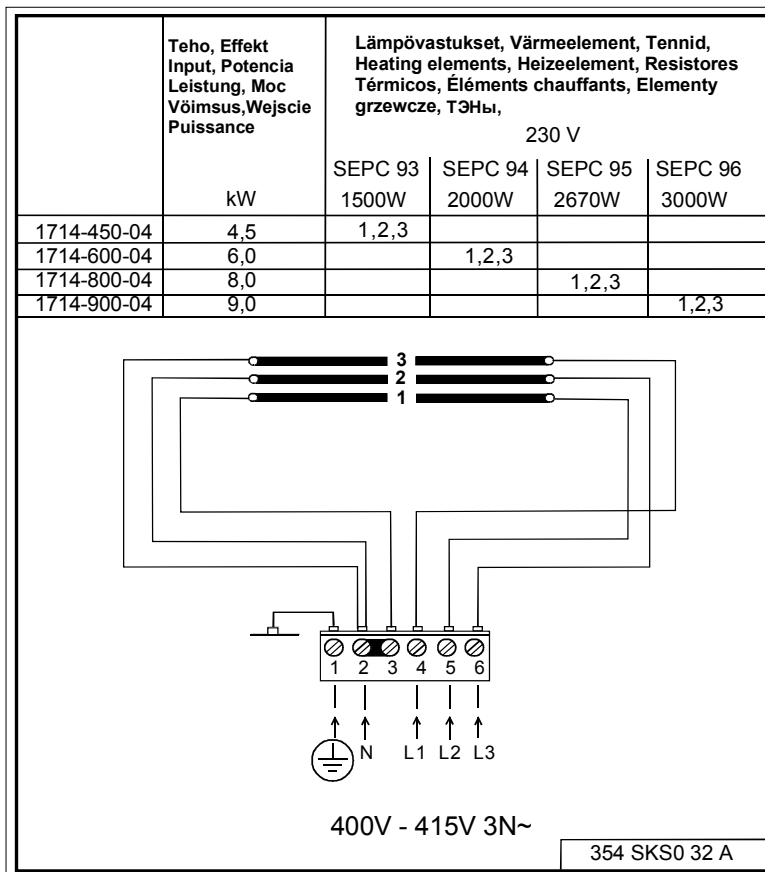 Teho, Effekt
Input, Potencia
Leistung, Moc
Vöimsus,Wejscie
Puissance
kW
Lämpövastukset, Värmeelement, Tennid,
Heating elements, Heizeelement, Resistores
Térmicos, Éléments chauffants, Elementy
grzewcze, ТЭНы,
230 V
SEPC 93 SEPC 94 SEPC 95 SEPC 96
1500W 2000W 2670W 3000W
1714-450-04 4,5 1,2,3
1714-600-04 6,0 1,2,3
1714-800-04 8,0 1,2,3
1714-900-04 9,0 1,2,3
3
2
1
1 2 3 4 5 6
N L1 L2 L3
400V - 415V 3N~
354 SKS0 32 A